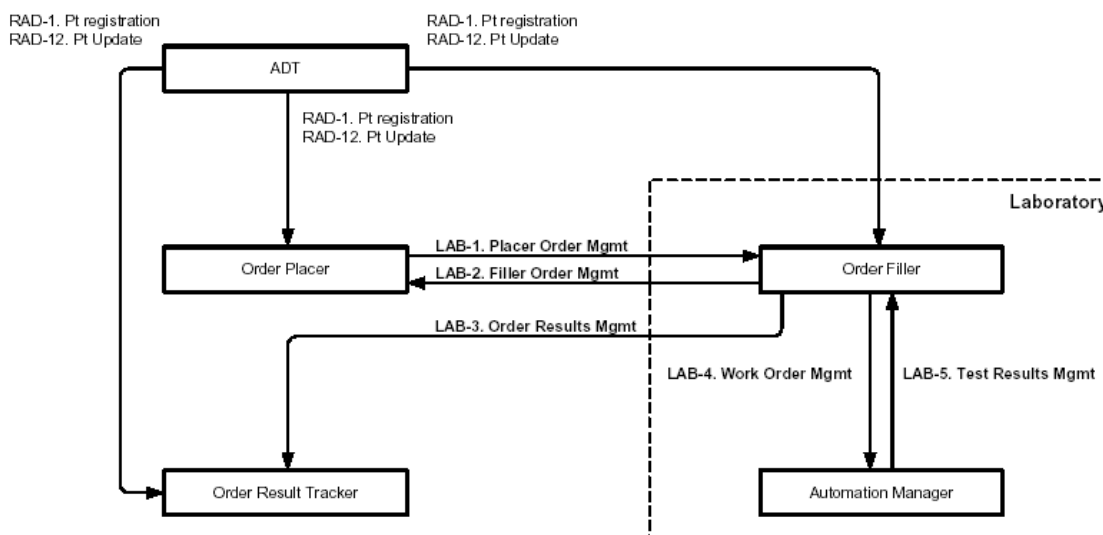 RAD-1. Pt registration
RAD-12. Pt Update
RAD-1. Pt registration
RAD-12. Pt Update
ADT
RAD-1. Pt registration
RAD-12. Pt Update
Laboratory
LAB-1. Placer Order Mgmt
Order Placer
Order Filler
LAB-2. Filler Order Mgmt
LAB-3. Order Results Mgmt
LAB-4. Work Order Mgmt
LAB-5. Test Results Mgmt
Order Result Tracker
Automation Manager